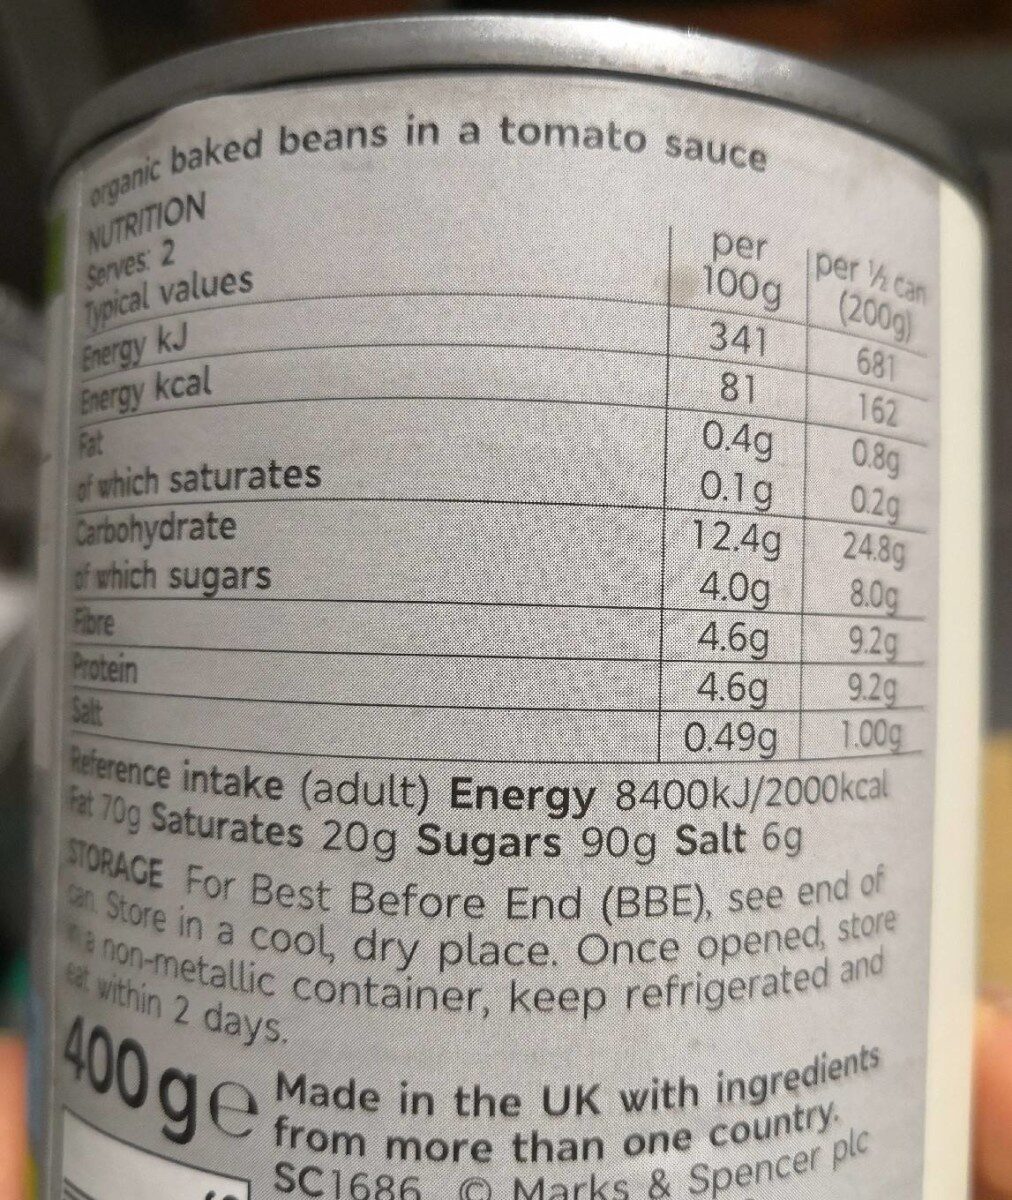 organic baked beans in a tomato sauce
NUTRITION
Serves: 2
Typical values per 100g per ½ can (200g)
Energy kJ 341 681
Energy kcal 81 162
Fat 0.4g 0.8g
of which saturates 0.1g 0.2g
Carbohydrate 12.4g 24.8g
of which sugars 4.0g 8.0g
Fibre 4.6g 9.2g
Protein 4.6g 9.2g
Salt 0.49g 1.00g
Reference intake (adult) Energy 8400kJ/2000kcal
Fat 70g Saturates 20g Sugars 90g Salt 6g
STORAGE For Best Before End (BBE), see end of
can. Store in a cool, dry place. Once opened, store
in a non-metallic container, keep refrigerated and
eat within 2 days.
400g e
Made in the UK with ingredients
from more than one country.
SC1686 © Marks & Spencer plc